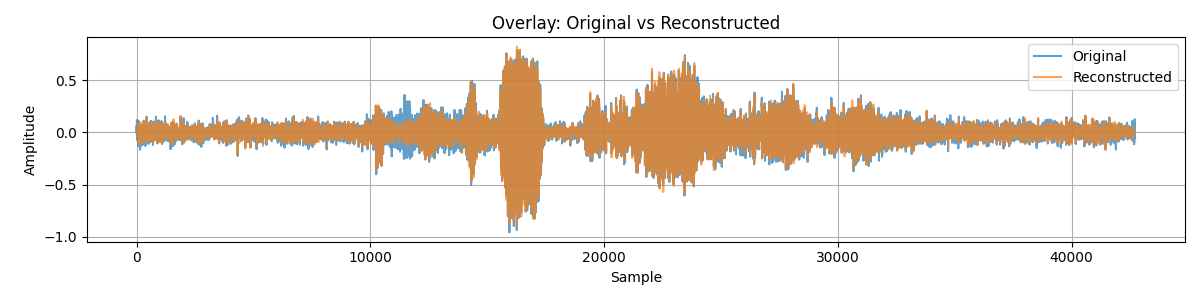 Overlay: Original vs Reconstructed
Original
Reconstructed
Amplitude
0.5
0.0
−0.5
−1.0
0
10000
20000
30000
40000
Sample